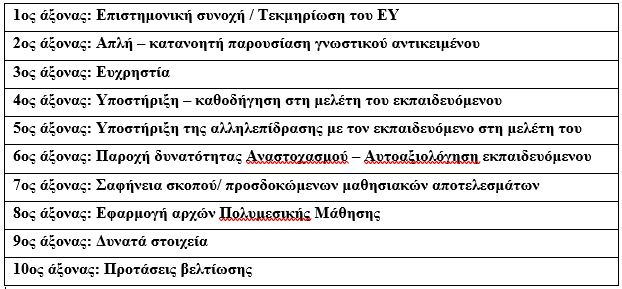 1ος άξονας: Επιστημονική συνοχή / Τεκμηρίωση του ΕΥ
2ος άξονας: Απλή – κατανοητή παρουσίαση γνωστικού αντικειμένου
3ος άξονας: Ευχρηστία
4ος άξονας: Υποστήριξη – καθοδήγηση στη μελέτη του εκπαιδευόμενου
5ος άξονας: Υποστήριξη της αλληλεπίδρασης με τον εκπαιδευόμενο στη μελέτη του
6ος άξονας: Παροχή δυνατότητας Αναστοχασμού – Αυτοαξιολόγηση εκπαιδευόμενου
7ος άξονας: Σαφήνεια σκοπού/ προσδοκώμενων μαθησιακών αποτελεσμάτων
8ος άξονας: Εφαρμογή αρχών Πολυμεσικής Μάθησης
9ος άξονας: Δυνατά στοιχεία
10ος άξονας: Προτάσεις βελτίωσης